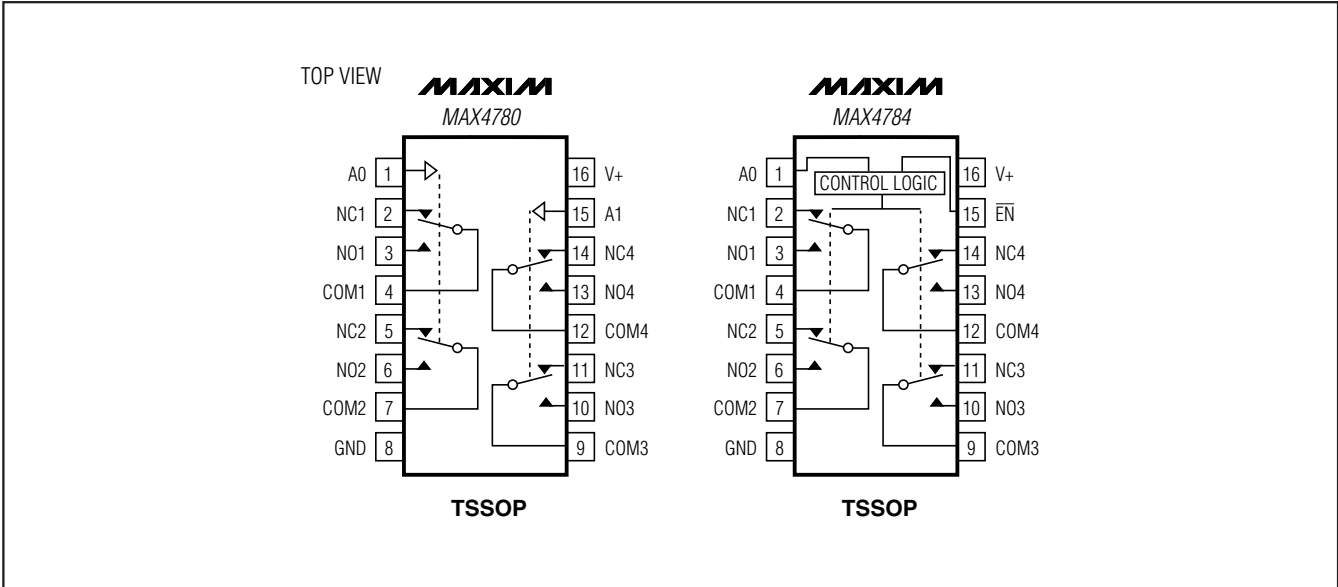 TOP VIEW
MAXIM
MAX4780
A0 1
NC1 2
NO1 3
COM1 4
NC2 5
NO2 6
COM2 7
GND 8
16 V+
15 A1
14 NC4
13 NO4
12 COM4
11 NC3
10 NO3
9 COM3
TSSOP
MAXIM
MAX4784
CONTROL LOGIC
A0 1
NC1 2
NO1 3
COM1 4
NC2 5
NO2 6
COM2 7
GND 8
16 V+
15 E̅N̅
14 NC4
13 NO4
12 COM4
11 NC3
10 NO3
9 COM3
TSSOP